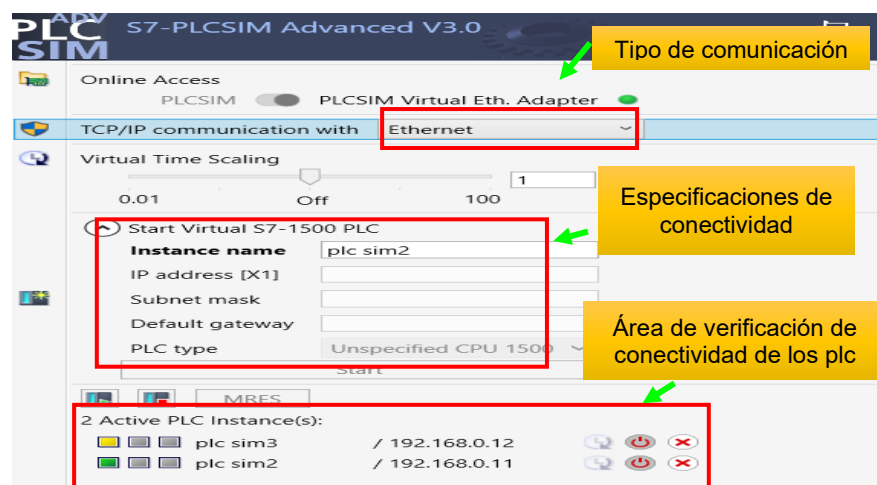 PLC
SIM
ADV
S7-PLCSIM Advanced V3.0
Tipo de comunicación
Online Access
PLCSIM
PLCSIM Virtual Eth. Adapter
TCP/IP communication with
Ethernet
Virtual Time Scaling
1
0.01
Off
100
Especificaciones de
conectividad
Start Virtual S7-1500 PLC
Instance name
plc sim2
IP address [X1]
Subnet mask
Default gateway
PLC type
Unspecified CPU 1500
Start
Área de verificación de
conectividad de los plc
MRES
2 Active PLC Instance(s):
plc sim3 / 192.168.0.12
plc sim2 / 192.168.0.11